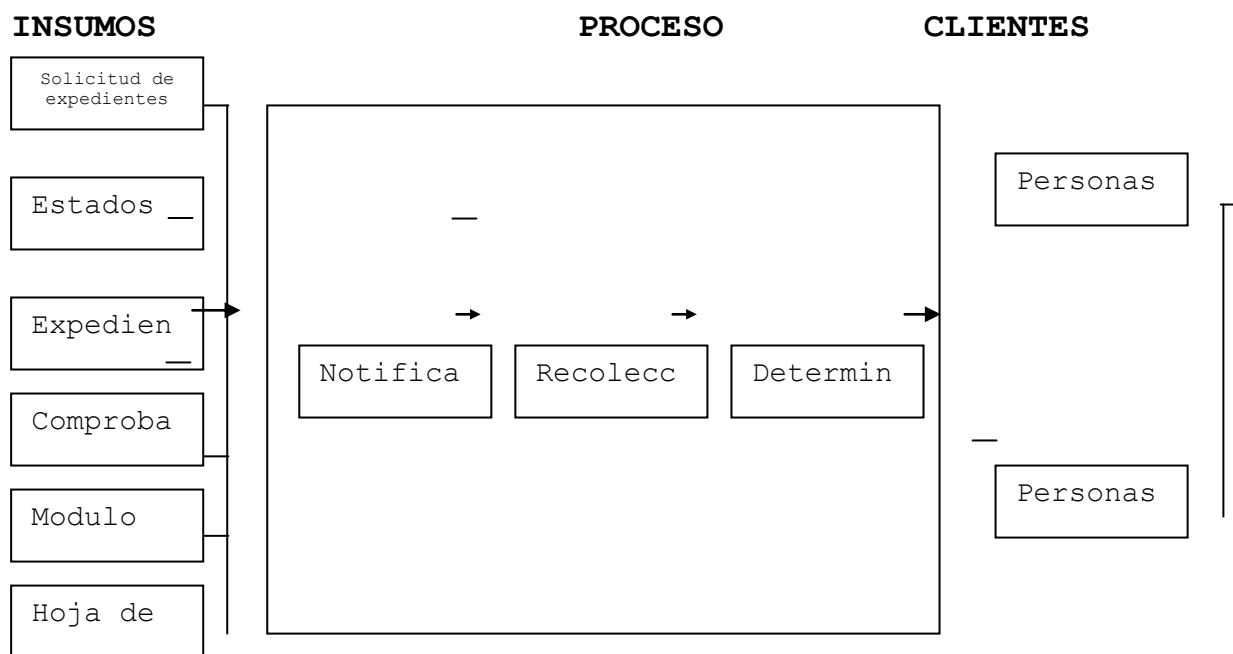 INSUMOS PROCESO CLIENTES
Solicitud de
expedientes
Estados
Expedien
Comproba
Modulo
Hoja de
Notifica
Recolecc
Determin
Personas
Personas